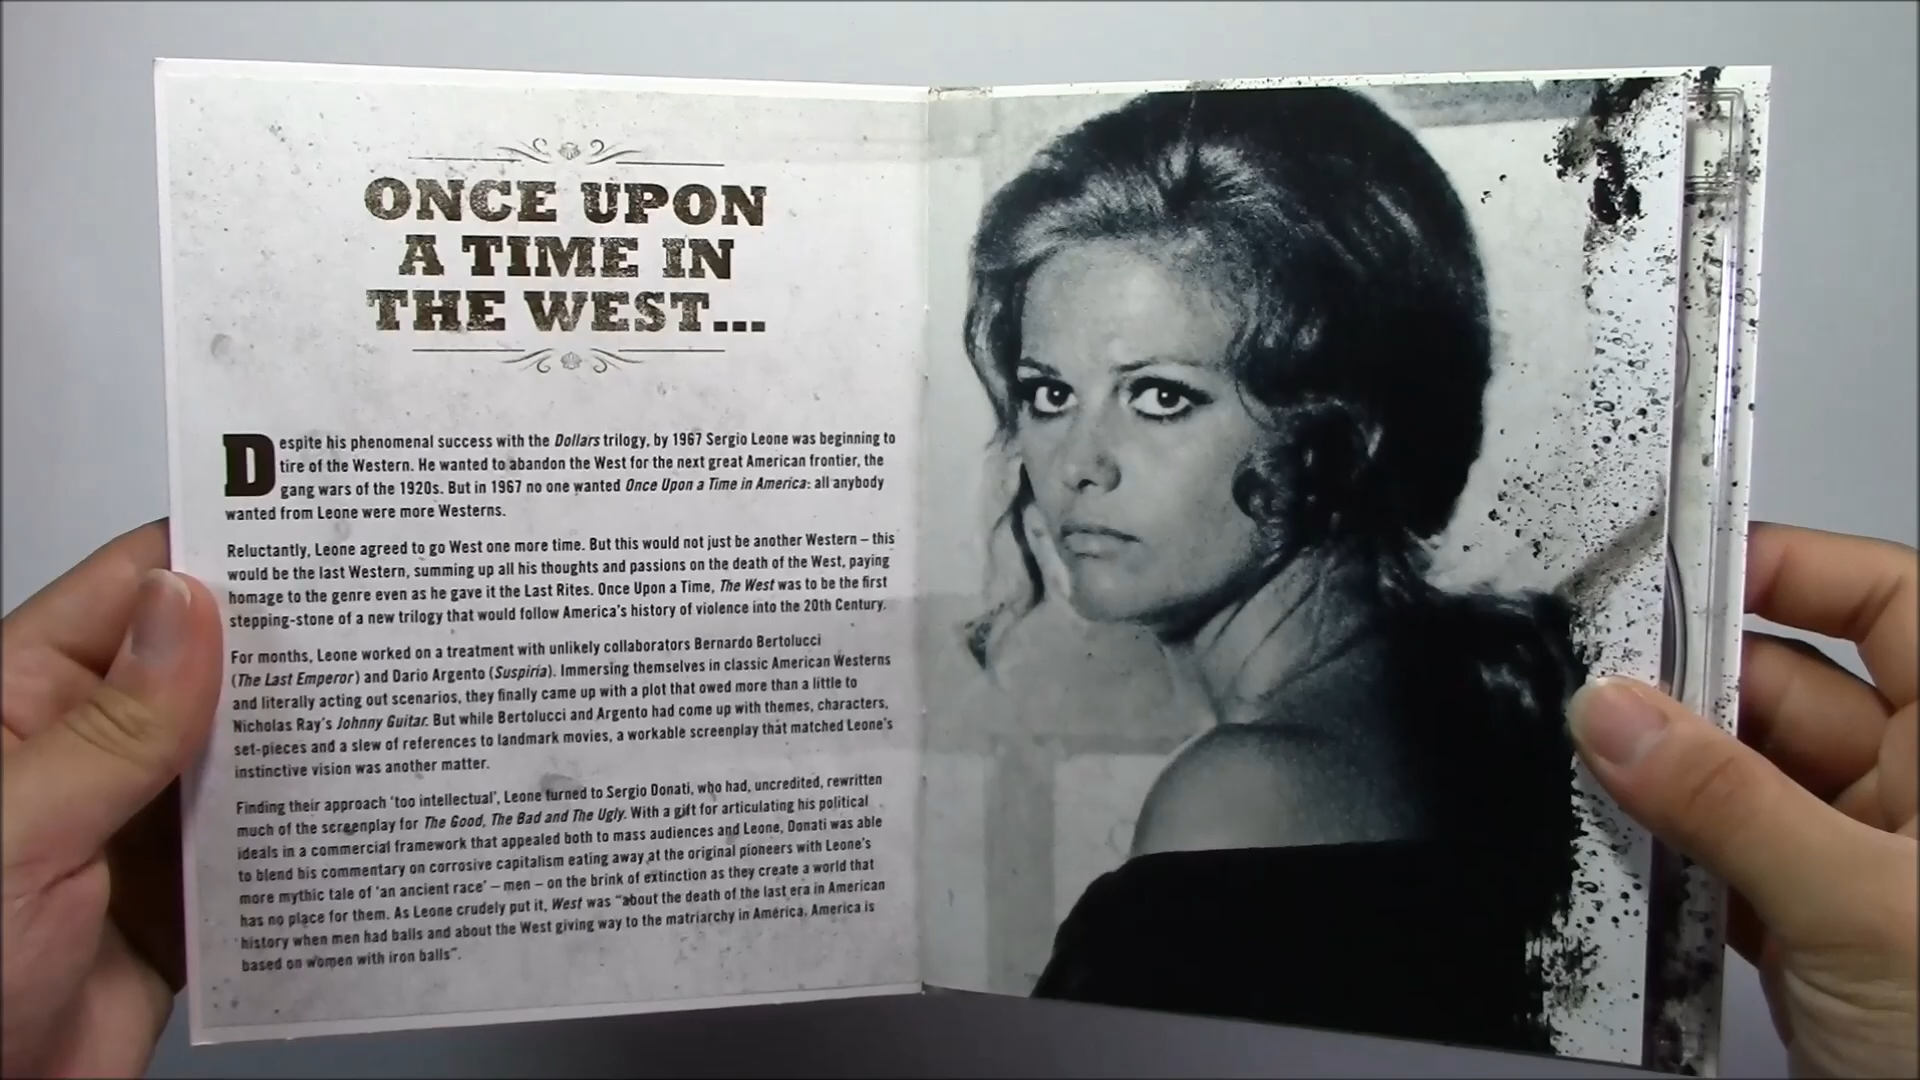 ONCE UPON
A TIME IN
THE WEST...
Despite his phenomenal success with the Dollars trilogy, by 1967 Sergio Leone was beginning to
tire of the Western. He wanted to abandon the West for the next great American frontier, the
gang wars of the 1920s. But in 1967 no one wanted Once Upon a Time in America: all anybody
wanted from Leone were more Westerns.
Reluctantly, Leone agreed to go West one more time. But this would not just be another Western – this
would be the last Western, summing up all his thoughts and passions on the death of the West, paying
homage to the genre even as he gave it the Last Rites. Once Upon a Time, The West was to be the first
stepping-stone of a new trilogy that would follow America's history of violence into the 20th Century.
For months, Leone worked on a treatment with unlikely collaborators Bernardo Bertolucci
(The Last Emperor) and Dario Argento (Suspiria). Immersing themselves in classic American Westerns
and literally acting out scenarios, they finally came up with a plot that owed more than a little to
Nicholas Ray's Johnny Guitar. But while Bertolucci and Argento had come up with themes, characters,
set-pieces and a slew of references to landmark movies, a workable screenplay that matched Leone's
instinctive vision was another matter.
Finding their approach 'too intellectual', Leone turned to Sergio Donati, who had, uncredited, rewritten
much of the screenplay for The Good, The Bad and The Ugly. With a gift for articulating his political
ideals in a commercial framework that appealed both to mass audiences and Leone, Donati was able
to blend his commentary on corrosive capitalism eating away at the original pioneers with Leone's
more mythic tale of 'an ancient race' – men – on the brink of extinction as they create a world that
has no place for them. As Leone crudely put it, West was "about the death of the last era in American
history when men had balls and about the West giving way to the matriarchy in America. America is
based on women with iron balls".